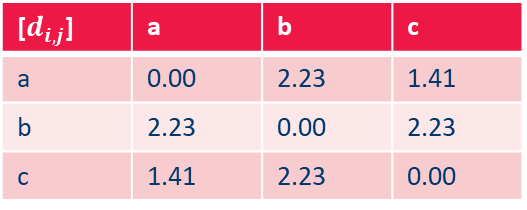 [d_{i,j}] a b c
a 0.00 2.23 1.41
b 2.23 0.00 2.23
c 1.41 2.23 0.00